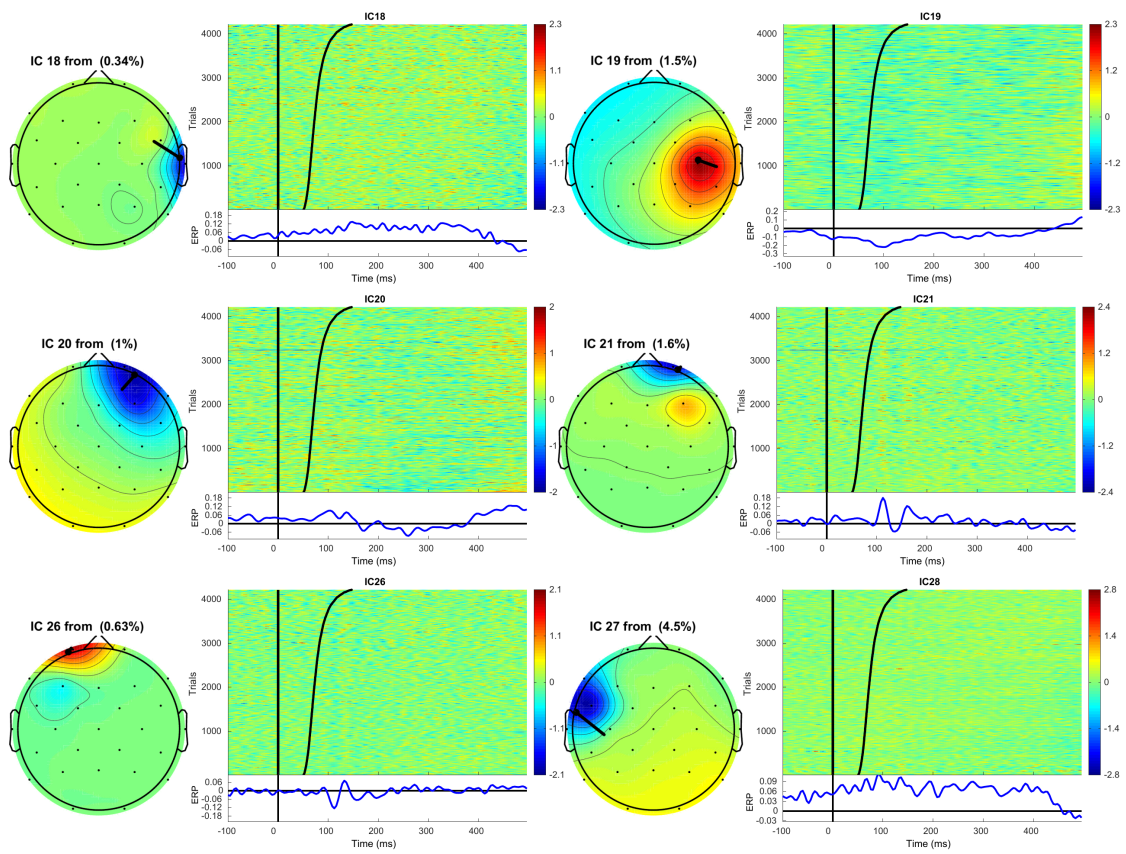 IC18
IC 18 from (0.34%)
Trials
4000
3000
2000
1000
2.3
1.1
0
-1.1
-2.3
ERP
0.18
0.12
0.06
0
-0.06
-100 0 100 200 300 400
Time (ms)
IC19
IC 19 from (1.5%)
Trials
4000
3000
2000
1000
2.3
1.1
0
-1.1
-2.3
ERP
0.2
0.1
0
-0.1
-0.2
-0.3
-100 0 100 200 300 400
Time (ms)
IC20
IC 20 from (1%)
Trials
4000
3000
2000
1000
2
1
0
-1
-2
ERP
0.18
0.12
0.06
0
-0.06
-100 0 100 200 300 400
Time (ms)
IC21
IC 21 from (1.6%)
Trials
4000
3000
2000
1000
2.4
1.2
0
-1.2
-2.4
ERP
0.18
0.12
0.06
0
-0.06
-100 0 100 200 300 400
Time (ms)
IC26
IC 26 from (0.63%)
Trials
4000
3000
2000
1000
2.1
1.1
0
-1.1
-2.1
ERP
0.06
0
-0.06
-0.12
-0.18
-100 0 100 200 300 400
Time (ms)
IC28
IC 27 from (4.5%)
Trials
4000
3000
2000
1000
2.8
1.4
0
-1.4
-2.8
ERP
0.09
0.06
0.03
0
-0.03
-100 0 100 200 300 400
Time (ms)